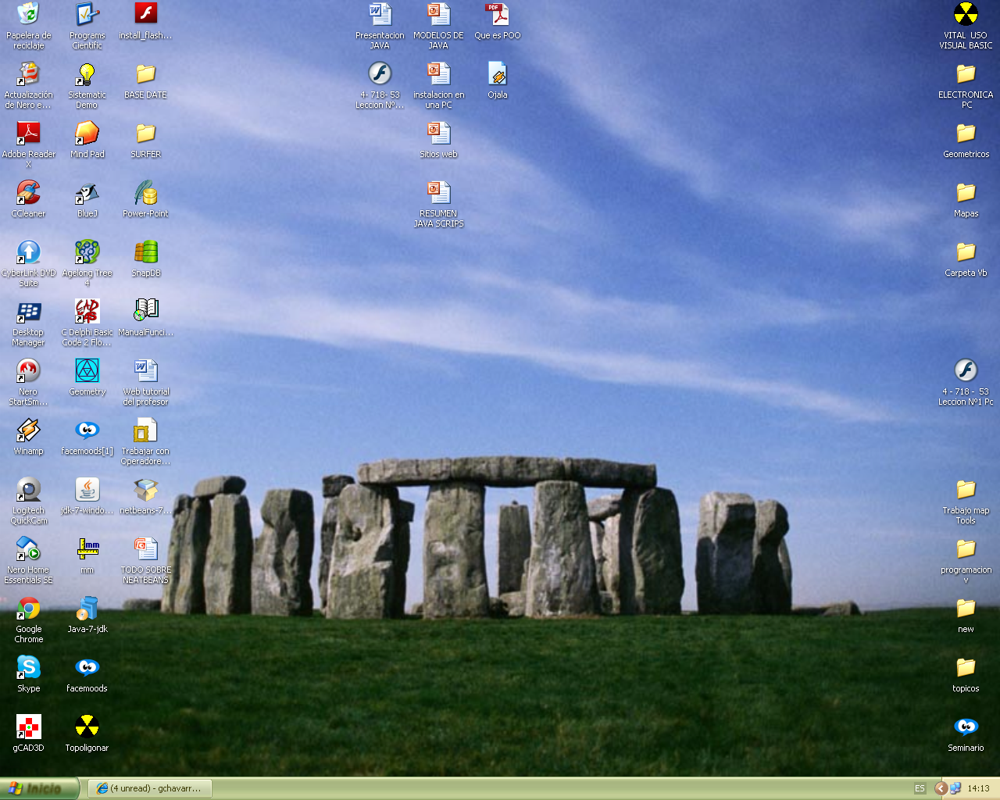 Papelera de
reciclaje
Programs
Cientific
install_flash...
Presentacion
JAVA
MODELOS DE
JAVA
PDF
Que es POO
VITAL USO
VISUAL BASIC
Actualización
de Nero e...
Sistematic
Demo
BASE DATE
4- 718- 53
Leccion Nº...
instalacion en
una PC
Ojala
ELECTRONICA
PC
Adobe Reader
X
Mind Pad
SURFER
Sitios web
Geometricos
CCleaner
BlueJ
Power-Point
RESUMEN
JAVA SCRIPS
Mapas
CyberLink DVD
Suite
Agelong Tree
4
SnapDB
Carpeta Vb
Desktop
Manager
C Delphi Basic
Code 2 Flo...
ManualFunci...
Nero
StartSm...
Geometry
Web tutorial
del profesor
4 - 718 - 53
Leccion Nº1 Pc
Winamp
facemoods[1]
Trabajar con
Operadore...
Logitech
QuickCam
jdk-7-windo...
netbeans-7...
Trabajo map
Tools
Nero Home
Essentials SE
mm
mm
TODO SOBRE
NEATBEANS
programacion
v
Google
Chrome
Java-7-jdk
new
Skype
facemoods
topicos
gCAD3D
Topoligonar
Seminario
Inicio
(4 unread) - gchavarr...
ES
14:13